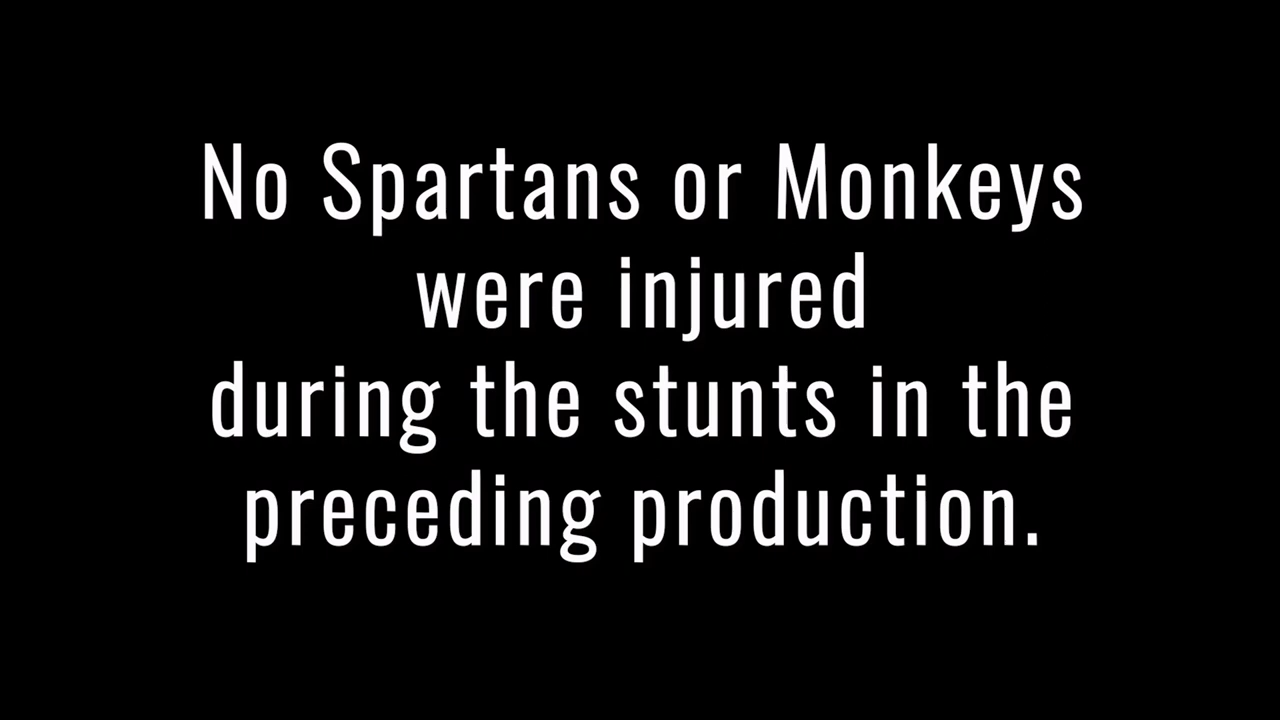 No Spartans or Monkeys
were injured
during the stunts in the
preceding production.